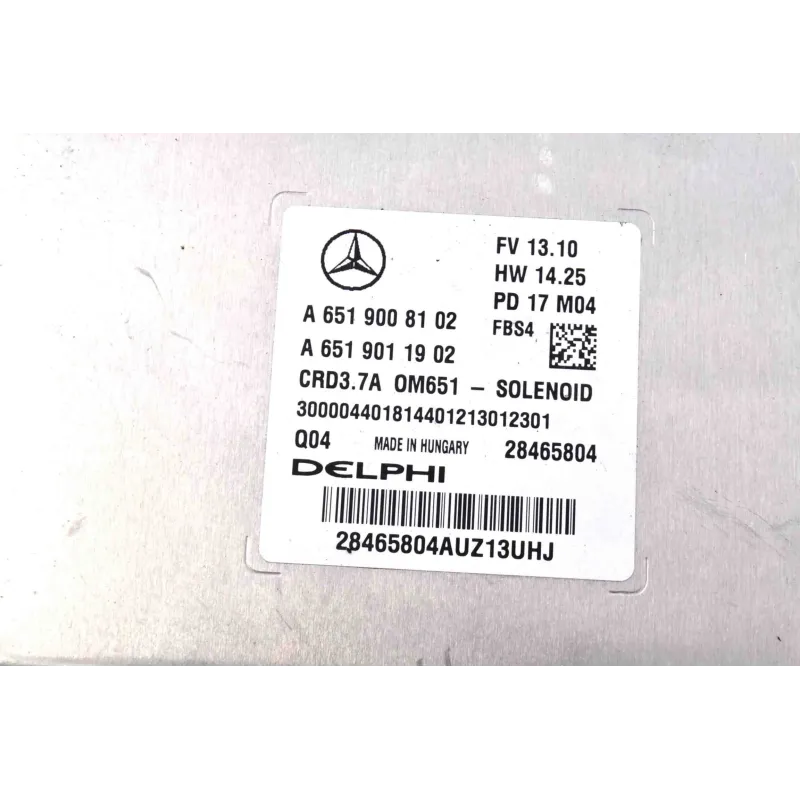 FV 13.10
HW 14.25
PD 17 M04
A 651 900 81 02
FBS4
A 651 901 19 02
CRD3.7A OM651 - SOLENOID
300004401814401213012301
Q04 MADE IN HUNGARY 28465804
DELPHI
28465804AUZ13UHJ